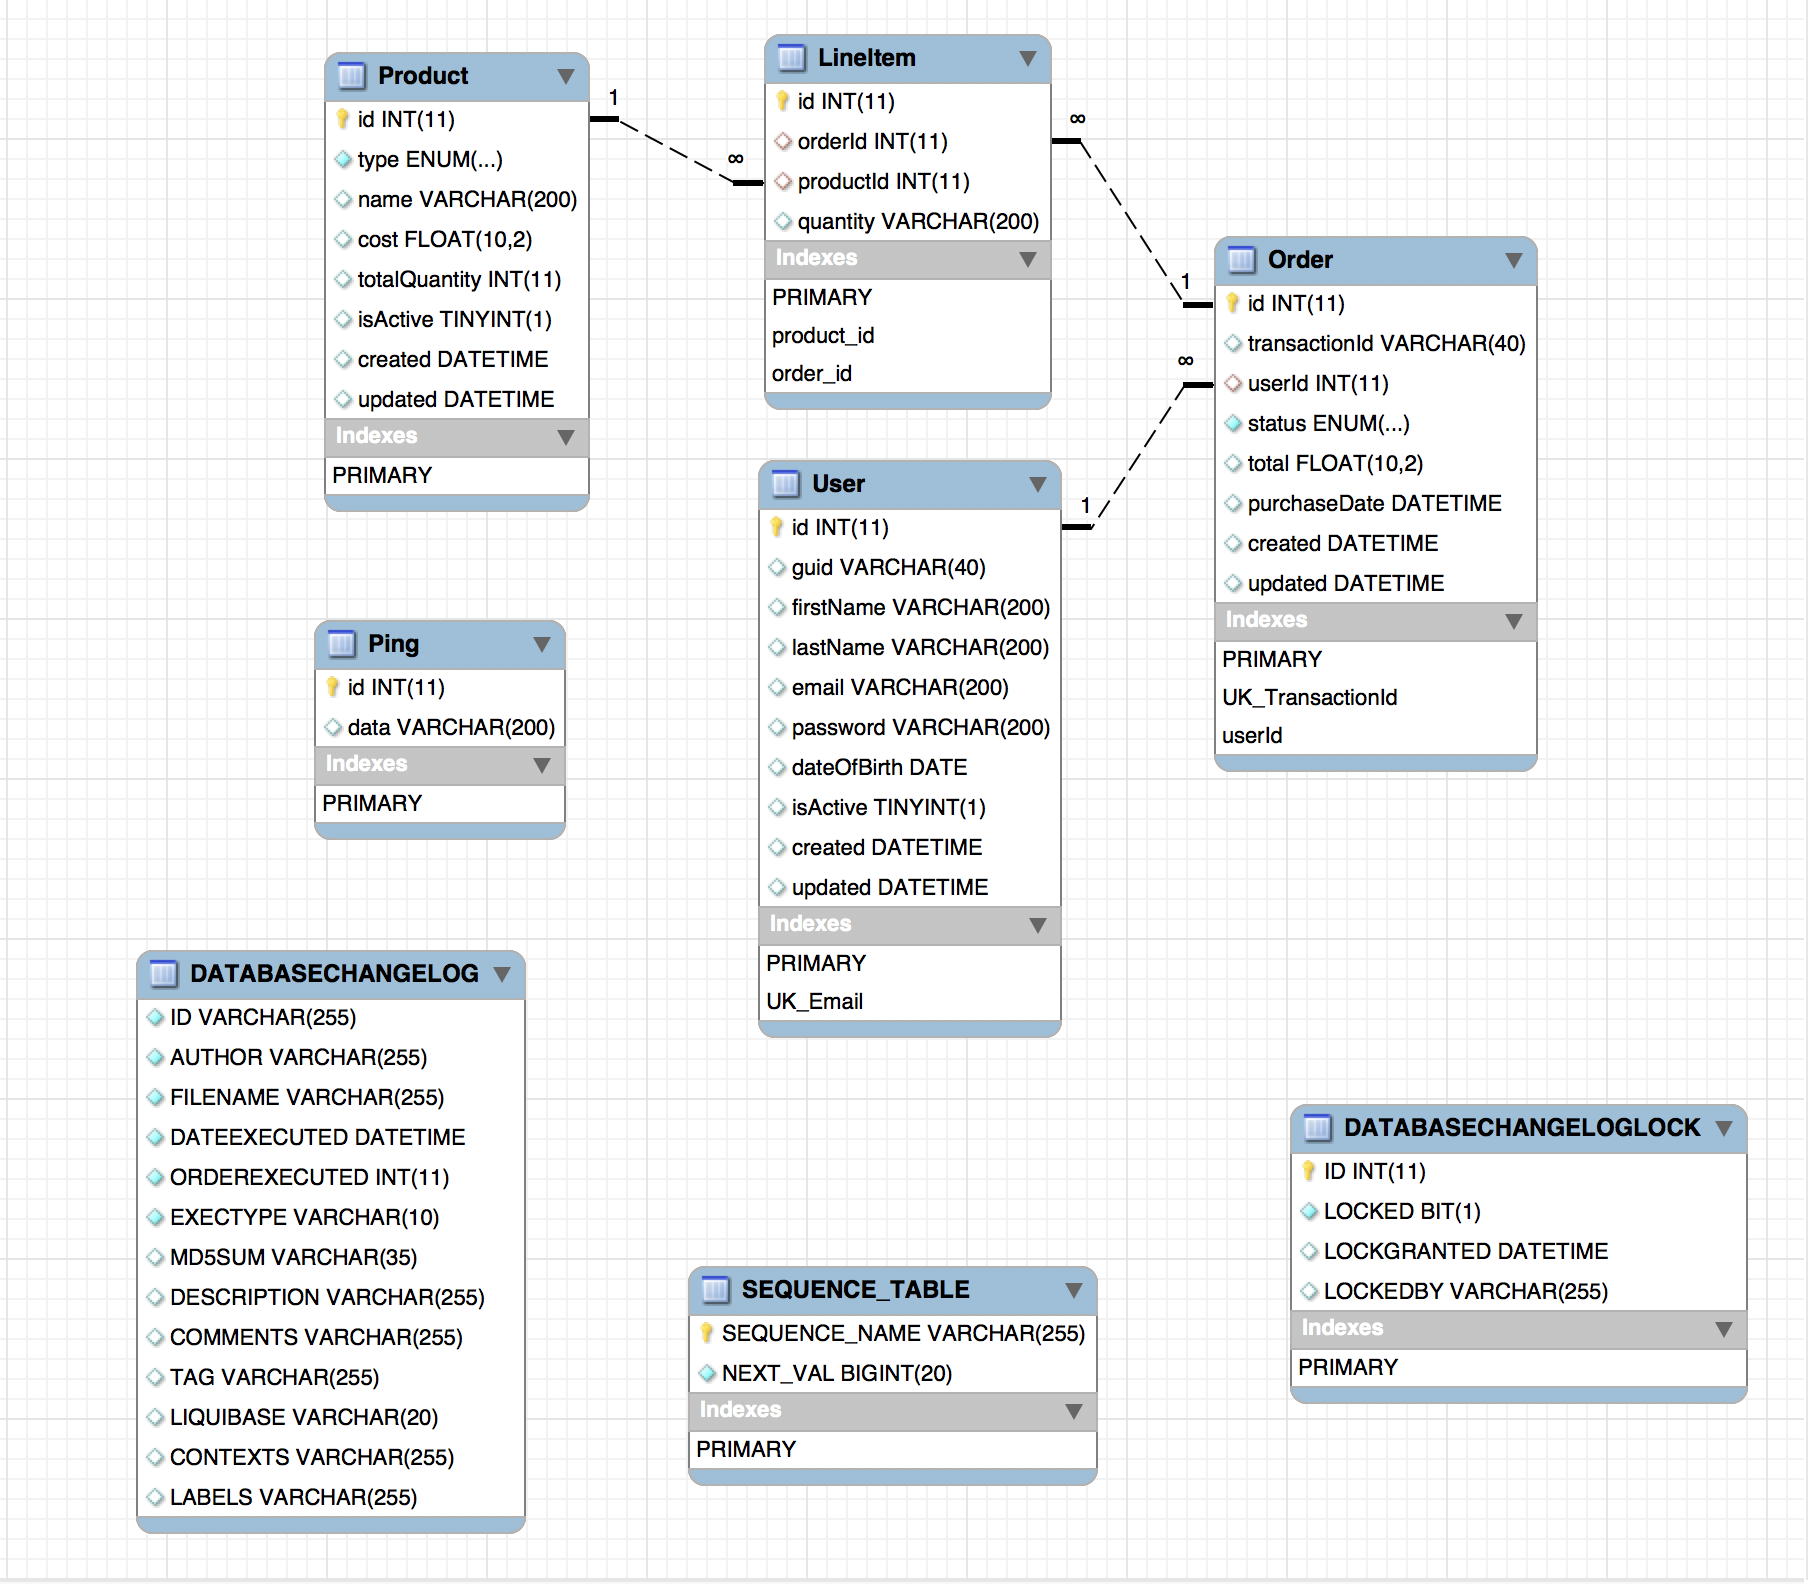 Product
id INT(11)
type ENUM(...)
name VARCHAR(200)
cost FLOAT(10,2)
totalQuantity INT(11)
isActive TINYINT(1)
created DATETIME
updated DATETIME
Indexes
PRIMARY
1
∞
LineItem
id INT(11)
orderId INT(11)
productId INT(11)
quantity VARCHAR(200)
Indexes
PRIMARY
product_id
order_id
∞
1
Order
id INT(11)
transactionId VARCHAR(40)
userId INT(11)
status ENUM(...)
total FLOAT(10,2)
purchaseDate DATETIME
created DATETIME
updated DATETIME
Indexes
PRIMARY
UK_TransactionId
userId
∞
1
User
id INT(11)
guid VARCHAR(40)
firstName VARCHAR(200)
lastName VARCHAR(200)
email VARCHAR(200)
password VARCHAR(200)
dateOfBirth DATE
isActive TINYINT(1)
created DATETIME
updated DATETIME
Indexes
PRIMARY
UK_Email
Ping
id INT(11)
data VARCHAR(200)
Indexes
PRIMARY
DATABASECHANGELOG
ID VARCHAR(255)
AUTHOR VARCHAR(255)
FILENAME VARCHAR(255)
DATEEXECUTED DATETIME
ORDEREXECUTED INT(11)
EXECTYPE VARCHAR(10)
MD5SUM VARCHAR(35)
DESCRIPTION VARCHAR(255)
COMMENTS VARCHAR(255)
TAG VARCHAR(255)
LIQUIBASE VARCHAR(20)
CONTEXTS VARCHAR(255)
LABELS VARCHAR(255)
SEQUENCE_TABLE
SEQUENCE_NAME VARCHAR(255)
NEXT_VAL BIGINT(20)
Indexes
PRIMARY
DATABASECHANGELOGLOCK
ID INT(11)
LOCKED BIT(1)
LOCKGRANTED DATETIME
LOCKEDBY VARCHAR(255)
Indexes
PRIMARY